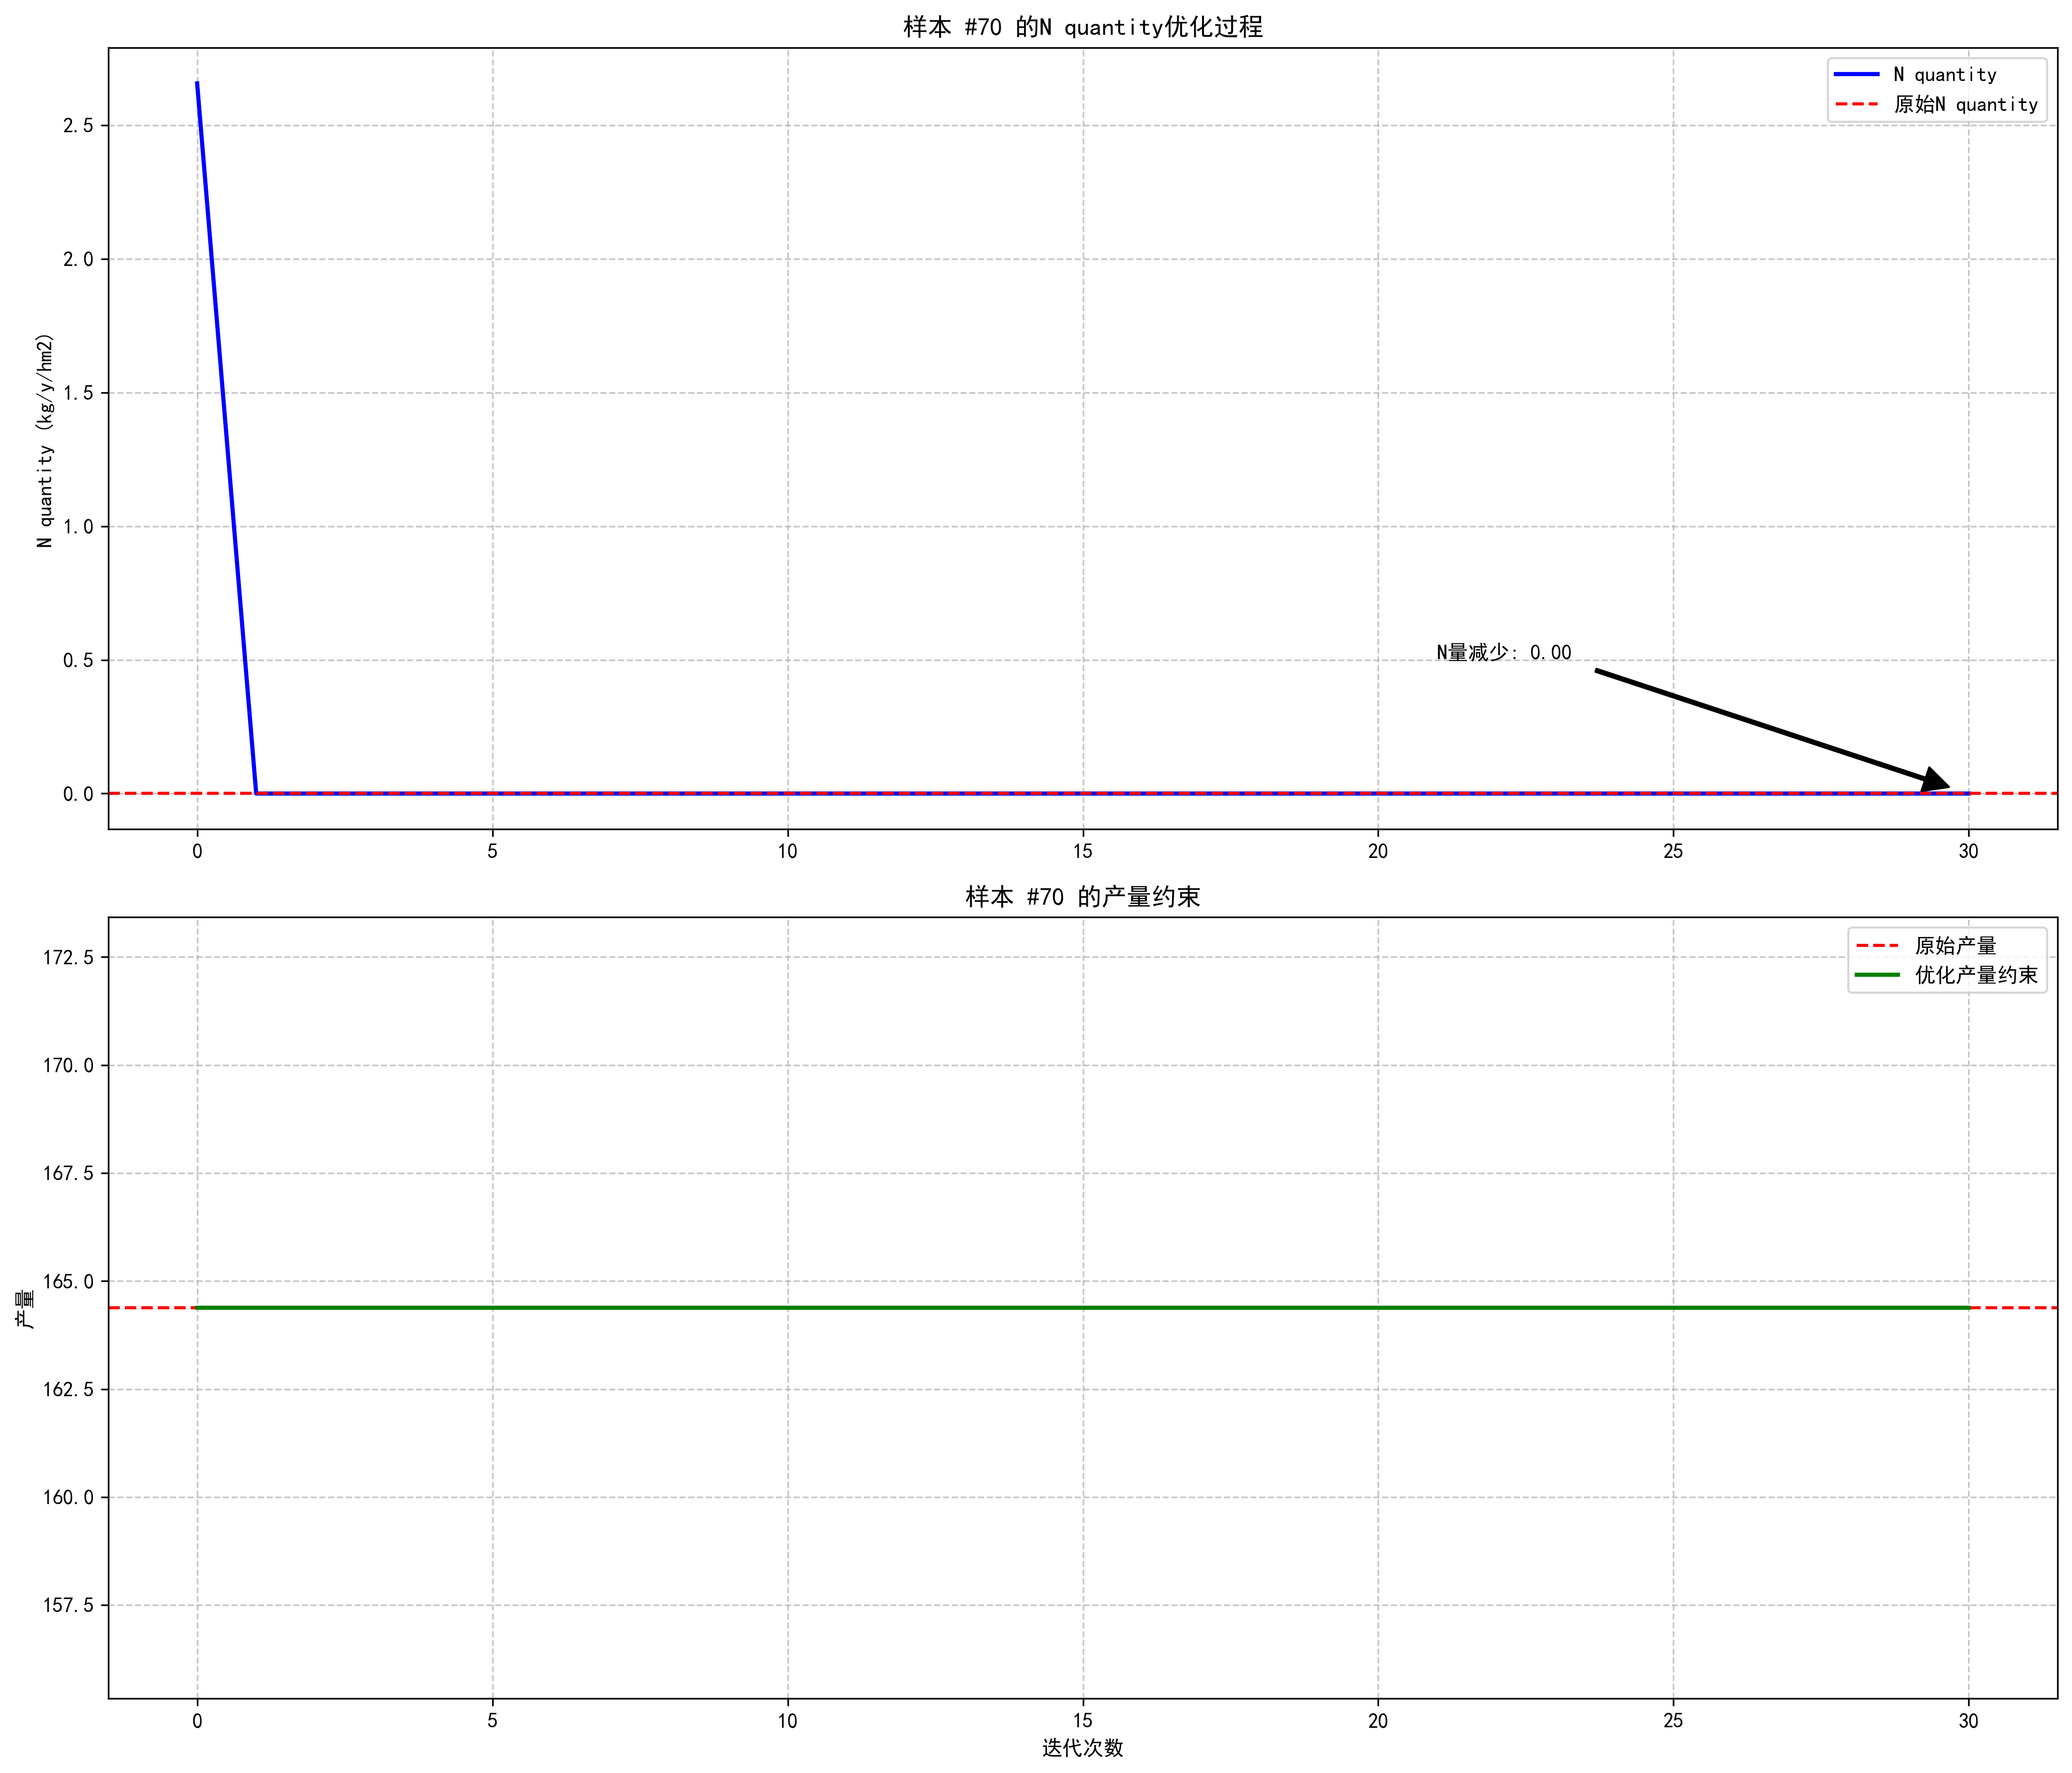 样本 #70 的N quantity优化过程
N quantity
原始N quantity
N quantity (kg/y/hm2)
2.5
2.0
1.5
1.0
0.5
0.0
N量减少: 0.00
0 5 10 15 20 25 30
样本 #70 的产量约束
原始产量
优化产量约束
产量
172.5
170.0
167.5
165.0
162.5
160.0
157.5
0 5 10 15 20 25 30
迭代次数